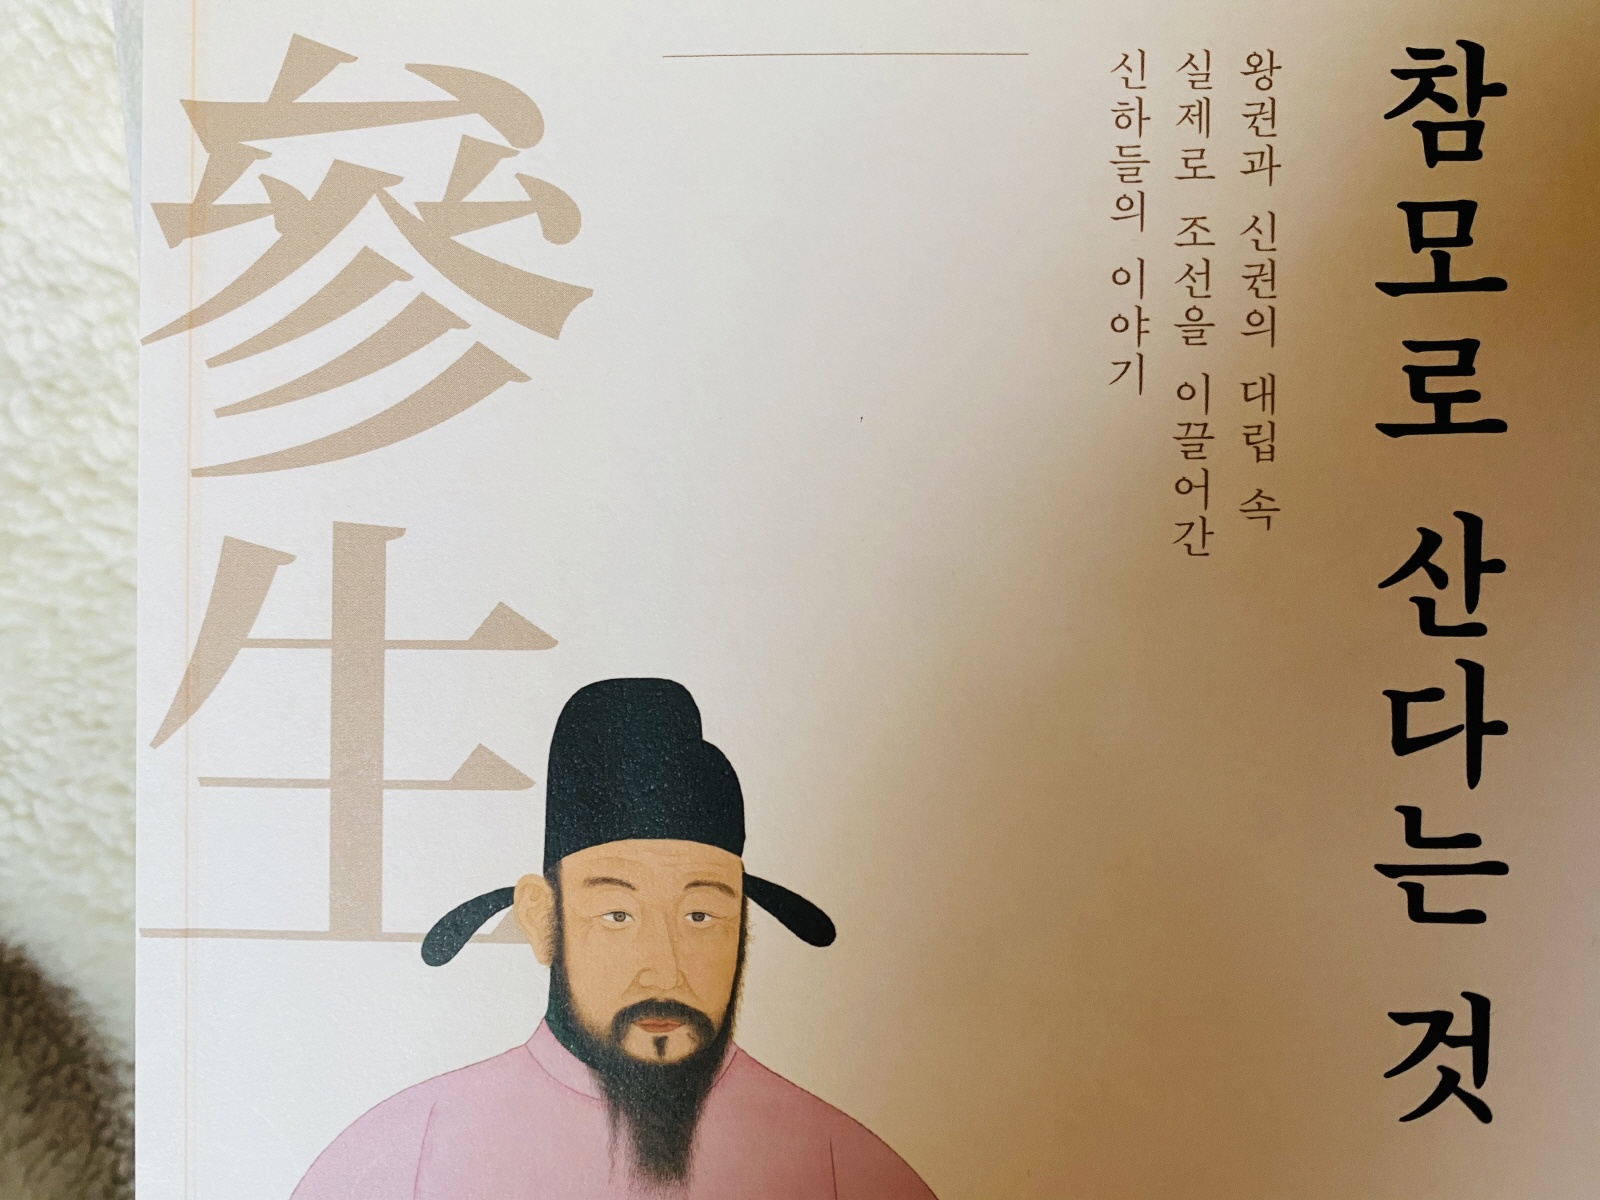 참모로 산다는 것
왕권과 신권의 대립 속
실제로 조선을 이끌어간
신하들의 이야기
參生